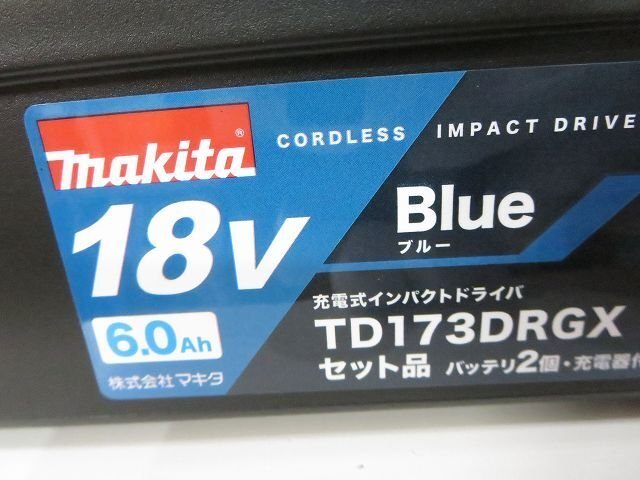 makita®
CORDLESS IMPACT DRIVE
18V
Blue
ブルー
6.0Ah
充電式インパクトドライバ
TD173DRGX
セット品 バッテリ2個・充電器付
株式会社マキタ